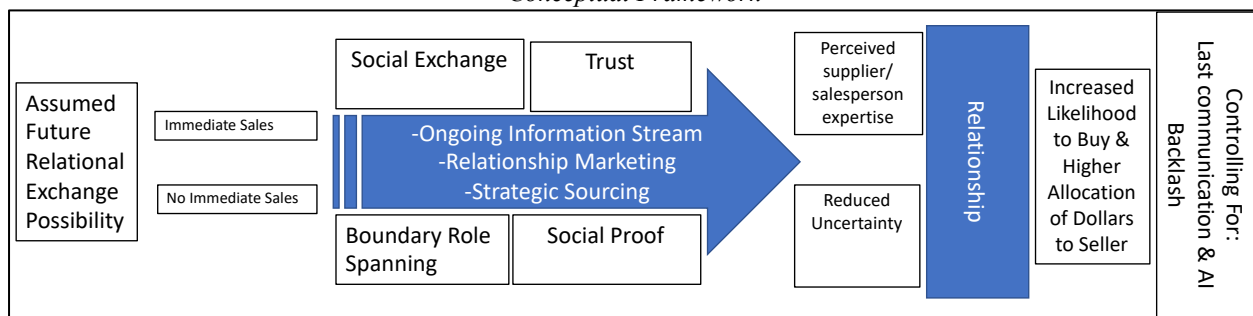 Conceptual Framework
Assumed
Future
Relational
Exchange
Possibility
Immediate Sales
No Immediate Sales
Social Exchange
Trust
-Ongoing Information Stream
-Relationship Marketing
-Strategic Sourcing
Boundary Role
Spanning
Social Proof
Perceived
supplier/
salesperson
expertise
Reduced
Uncertainty
Relationship
Increased
Likelihood
to Buy &
Higher
Allocation
of Dollars
to Seller
Controlling For:
Last communication & AI
Backlash